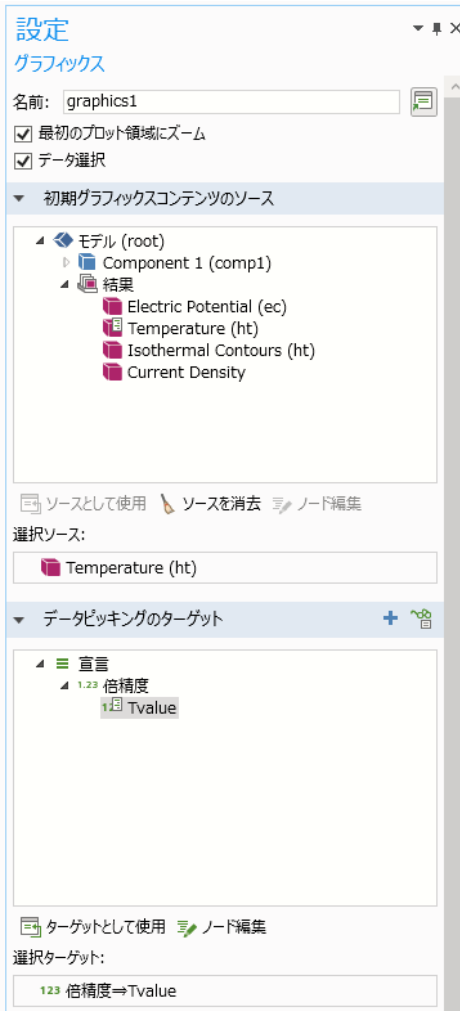 設定
グラフィックス
名前: graphics1
最初のプロット領域にズーム
データ選択
初期グラフィックスコンテンツのソース
モデル (root)
Component 1 (comp1)
結果
Electric Potential (ec)
Temperature (ht)
Isothermal Contours (ht)
Current Density
ソースとして使用 ソースを消去 ノード編集
選択ソース:
Temperature (ht)
データピッキングのターゲット
宣言
1.23 倍精度
Tvalue
ターゲットとして使用 ノード編集
選択ターゲット:
123 倍精度⇒Tvalue